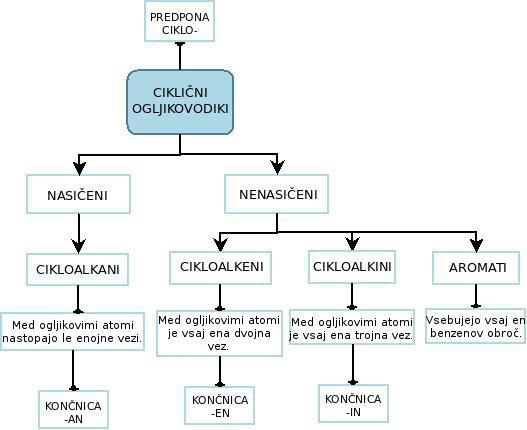 PREDPONA
CIKLO-
CIKLIČNI
OGLJIKOVODIKI
NASIČENI
NENASIČENI
CIKLOALKANI
CIKLOALKENI
CIKLOALKINI
AROMATI
Med ogljikovimi atomi
nastopajo le enojne vezi.
Med ogljikovimi atomi
je vsaj ena dvojna
vez.
Med ogljikovimi atomi
je vsaj ena trojna vez.
Vsebujejo vsaj en
benzenov obroč.
KONČNICA
-AN
KONČNICA
-EN
KONČNICA
-IN